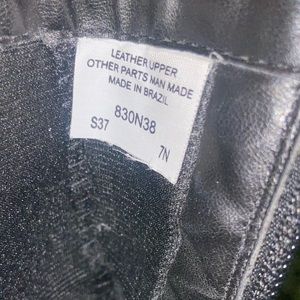 LEATHER UPPER
OTHER PARTS MAN MADE
MADE IN BRAZIL
830N38
S37 7N